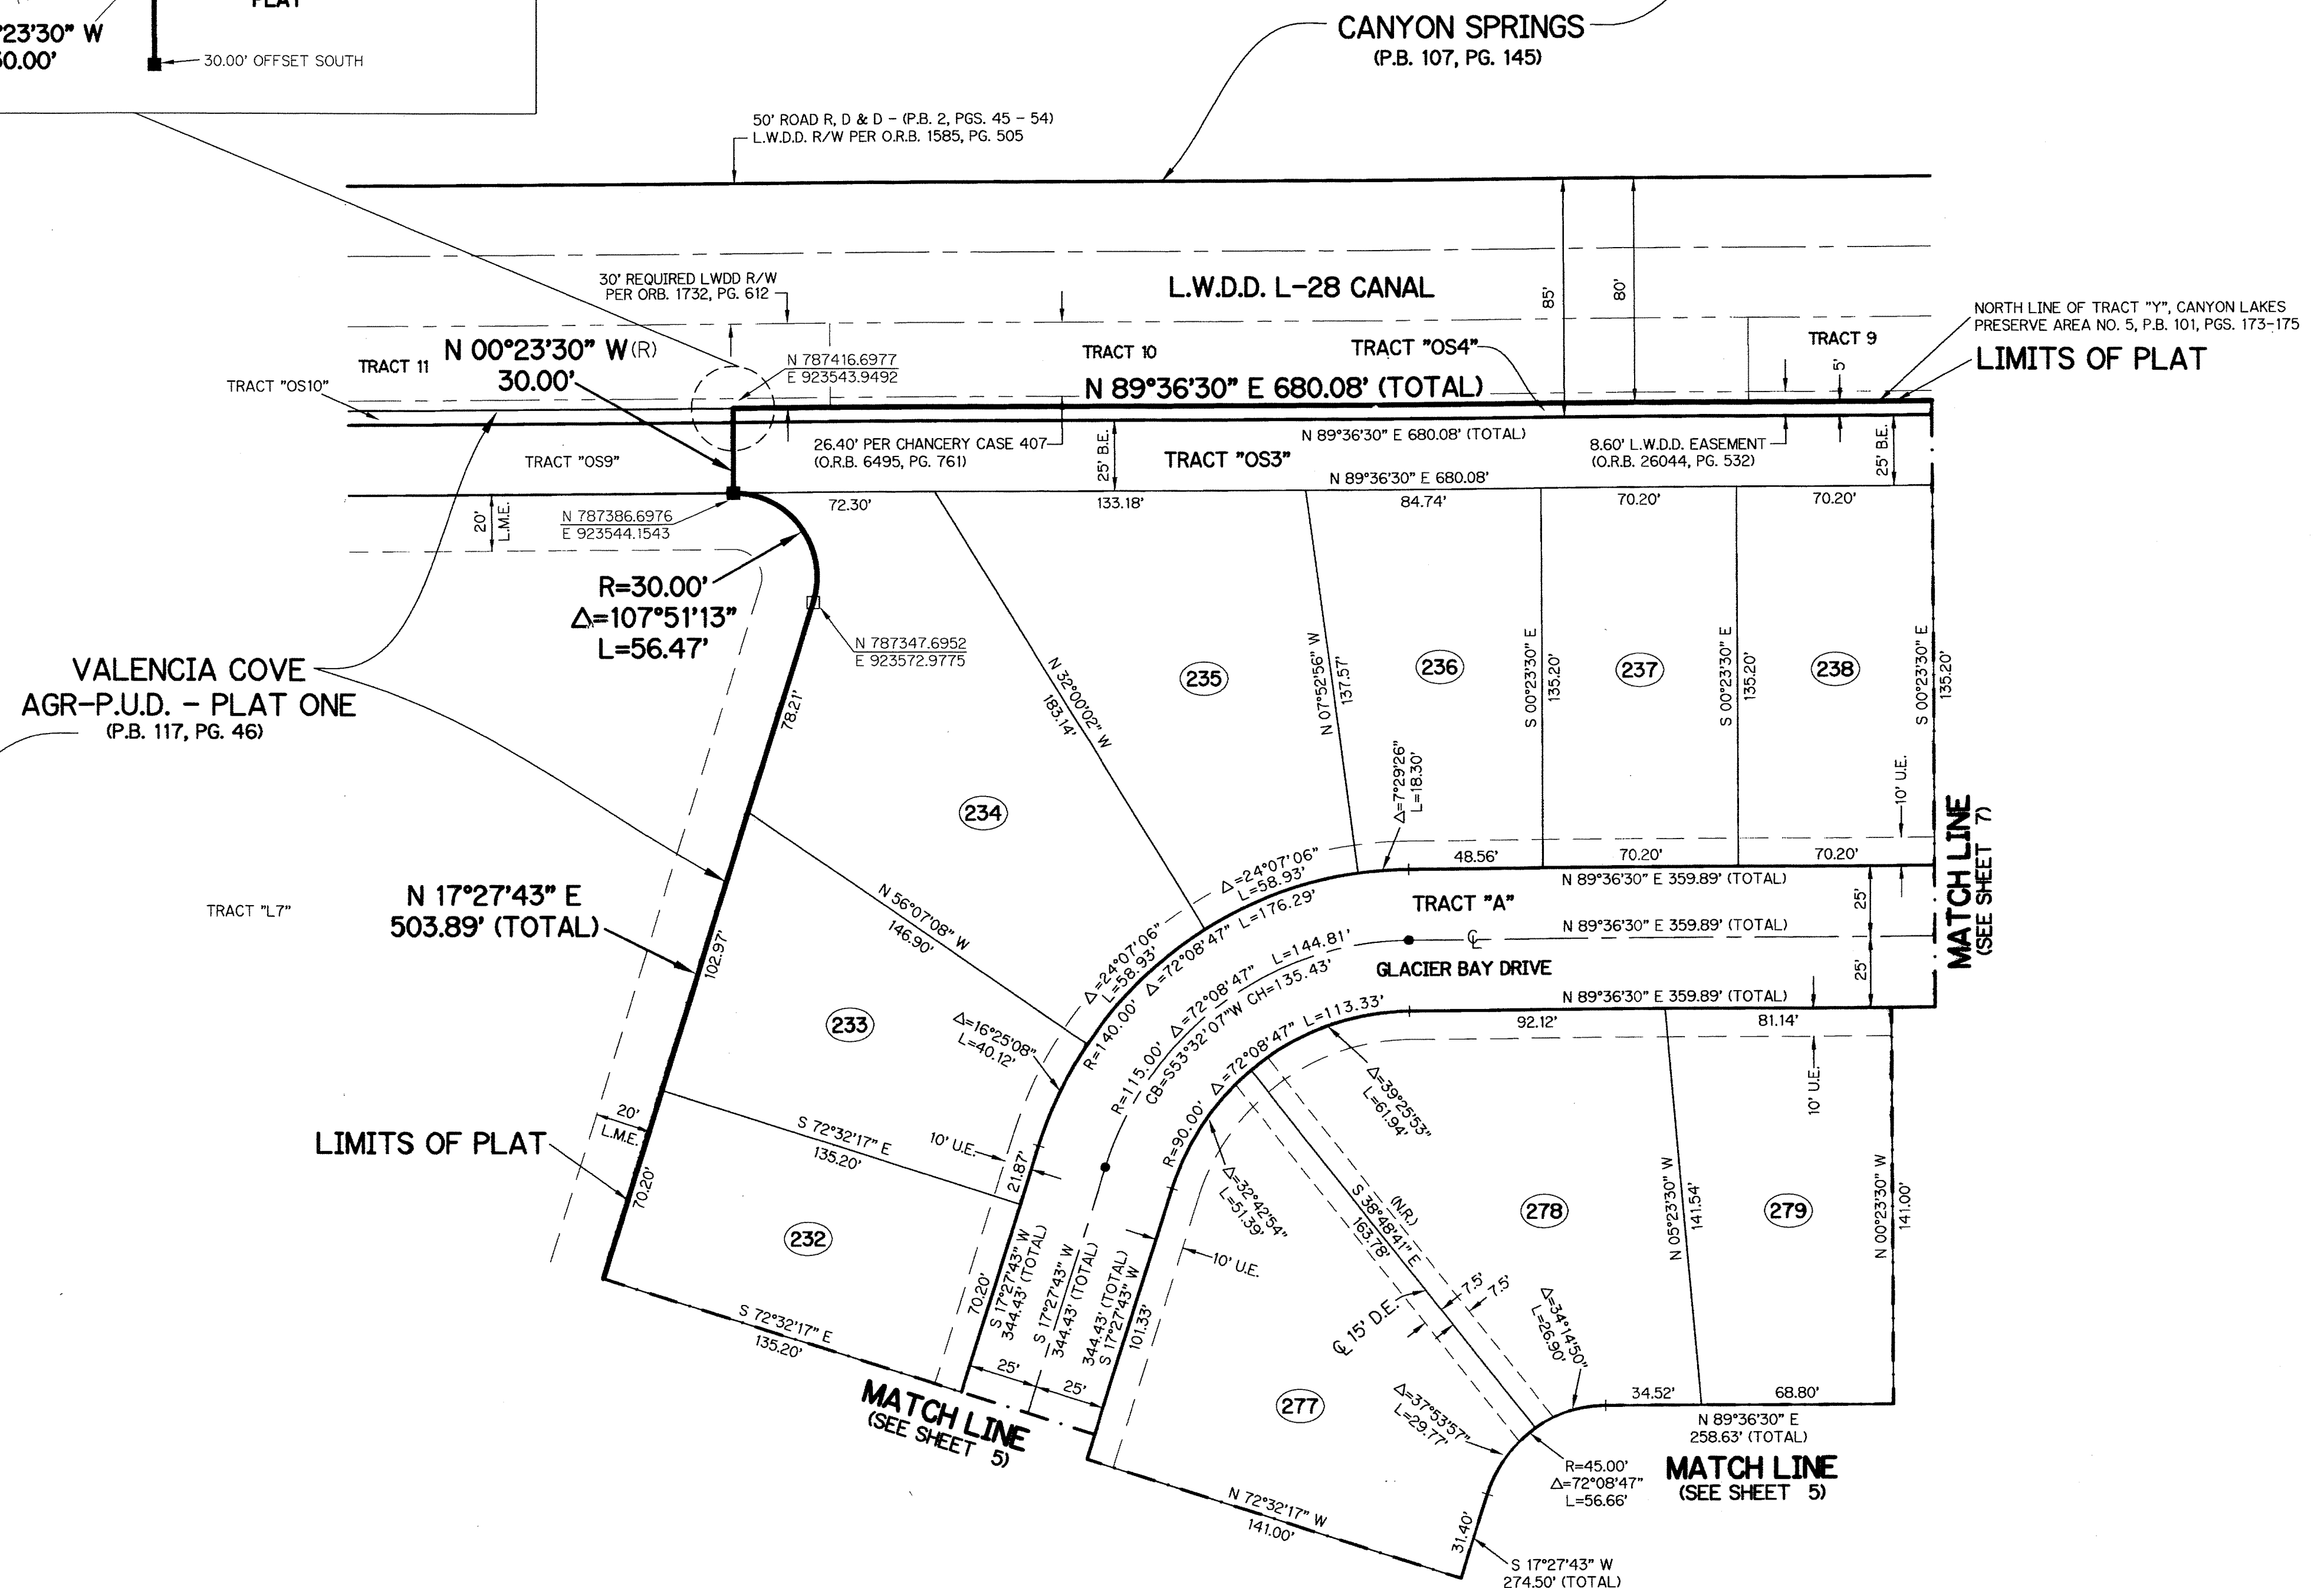 PLAT
°23'30" W
0.00'
30.00' OFFSET SOUTH
CANYON SPRINGS
(P.B. 107, PG. 145)
50' ROAD R, D & D - (P.B. 2, PGS. 45 - 54)
L.W.D.D. R/W PER O.R.B. 1585, PG. 505
30' REQUIRED LWDD R/W
PER ORB. 1732, PG. 612
L.W.D.D. L-28 CANAL
85'
80'
NORTH LINE OF TRACT "Y", CANYON LAKES
PRESERVE AREA NO. 5, P.B. 101, PGS. 173-175
LIMITS OF PLAT
TRACT 9
5'
TRACT 11
N 00°23'30" W (R)
30.00'
N 787416.6977
E 923543.9492
TRACT 10
TRACT "OS4"
N 89°36'30" E 680.08' (TOTAL)
TRACT "OS10"
TRACT "OS9"
26.40' PER CHANCERY CASE 407
(O.R.B. 6495, PG. 761)
25' B.E.
TRACT "OS3"
N 89°36'30" E 680.08' (TOTAL)
N 89°36'30" E 680.08'
8.60' L.W.D.D. EASEMENT
(O.R.B. 26044, PG. 532)
25' B.E.
20'
L.M.E.
N 787386.6976
E 923544.1543
72.30'
133.18'
84.74'
70.20'
70.20'
R=30.00'
Δ=107°51'13"
L=56.47'
N 787347.6952
E 923572.9775
VALENCIA COVE
AGR-P.U.D. - PLAT ONE
(P.B. 117, PG. 46)
78.21'
N 32°00'02" W
183.14'
235
N 07°52'56" W
137.57'
236
S 00°23'30" E
135.20'
237
S 00°23'30" E
135.20'
238
S 00°23'30" E
135.20'
234
Δ=7°29'26"
L=18.30'
10' U.E.
MATCH LINE
(SEE SHEET 7)
48.56'
70.20'
70.20'
N 89°36'30" E 359.89' (TOTAL)
TRACT "A"
25'
N 89°36'30" E 359.89' (TOTAL)
GLACIER BAY DRIVE
25'
N 89°36'30" E 359.89' (TOTAL)
Δ=24°07'06"
L=58.93'
Δ=24°07'06"
L=58.93'
R=140.00' Δ=72°08'47" L=176.29'
R=115.00' Δ=72°08'47" L=144.81'
CB=S53°32'07"W CH=135.43'
R=90.00' Δ=72°08'47" L=113.33'
TRACT "L7"
N 17°27'43" E
503.89' (TOTAL)
102.97'
N 56°07'08" W
146.90'
233
Δ=16°25'08"
L=40.12'
92.12'
81.14'
10' U.E.
Δ=39°25'53"
L=61.94'
LIMITS OF PLAT
20'
L.M.E.
70.20'
S 72°32'17" E
135.20'
10' U.E.
21.87'
232
Δ=32°42'54"
L=51.39'
(N.R.)
S 38°48'41" E
163.78'
278
N 05°23'30" W
141.54'
279
N 00°23'30" W
141.00'
10' U.E.
7.5'
7.5'
℄ 15' D.E.
Δ=34°14'50"
L=26.90'
S 72°32'17" E
135.20'
70.20'
S 17°27'43" W
344.43' (TOTAL)
S 17°27'43" W
344.43' (TOTAL)
344.43' (TOTAL)
S 17°27'43" W
101.33'
25'
25'
MATCH LINE
(SEE SHEET 5)
277
Δ=37°53'57"
L=29.77'
34.52'
68.80'
N 89°36'30" E
258.63' (TOTAL)
R=45.00'
Δ=72°08'47"
L=56.66'
MATCH LINE
(SEE SHEET 5)
N 72°32'17" W
141.00'
31.40'
S 17°27'43" W
274.50' (TOTAL)